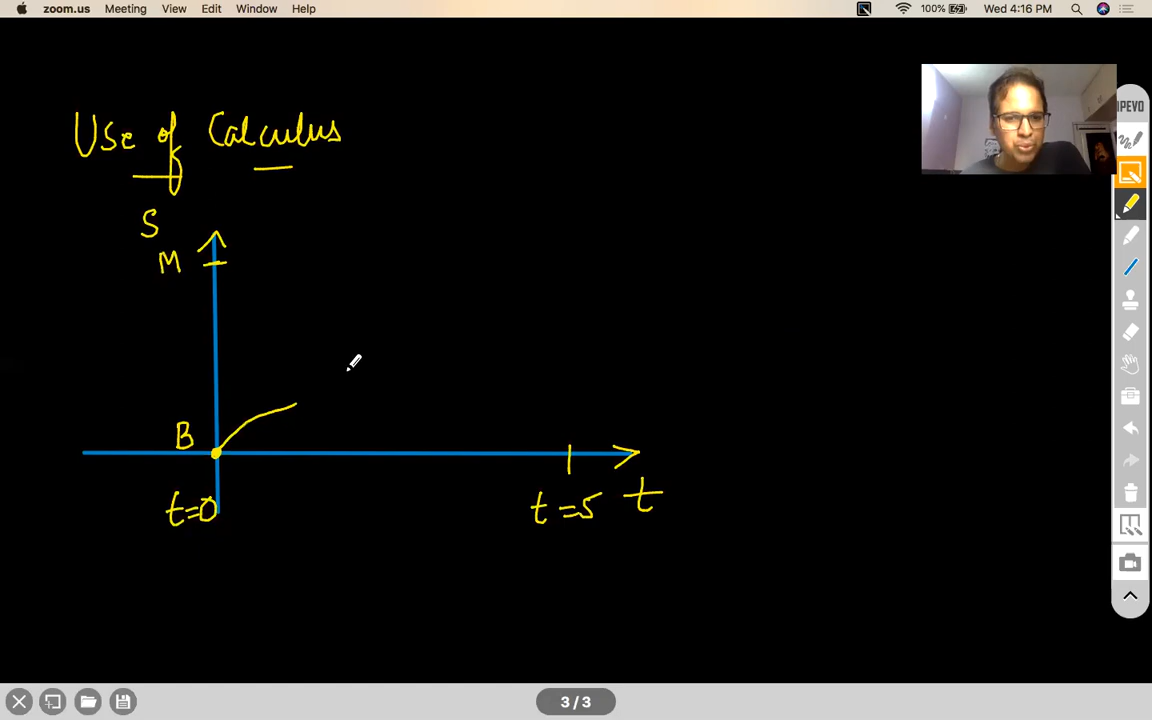 zoom.us Meeting View Edit Window Help 100% Wed 4:16 PM
IPEVO
Use of Calculus
S
M
B
t=0
t=5
t
3/3